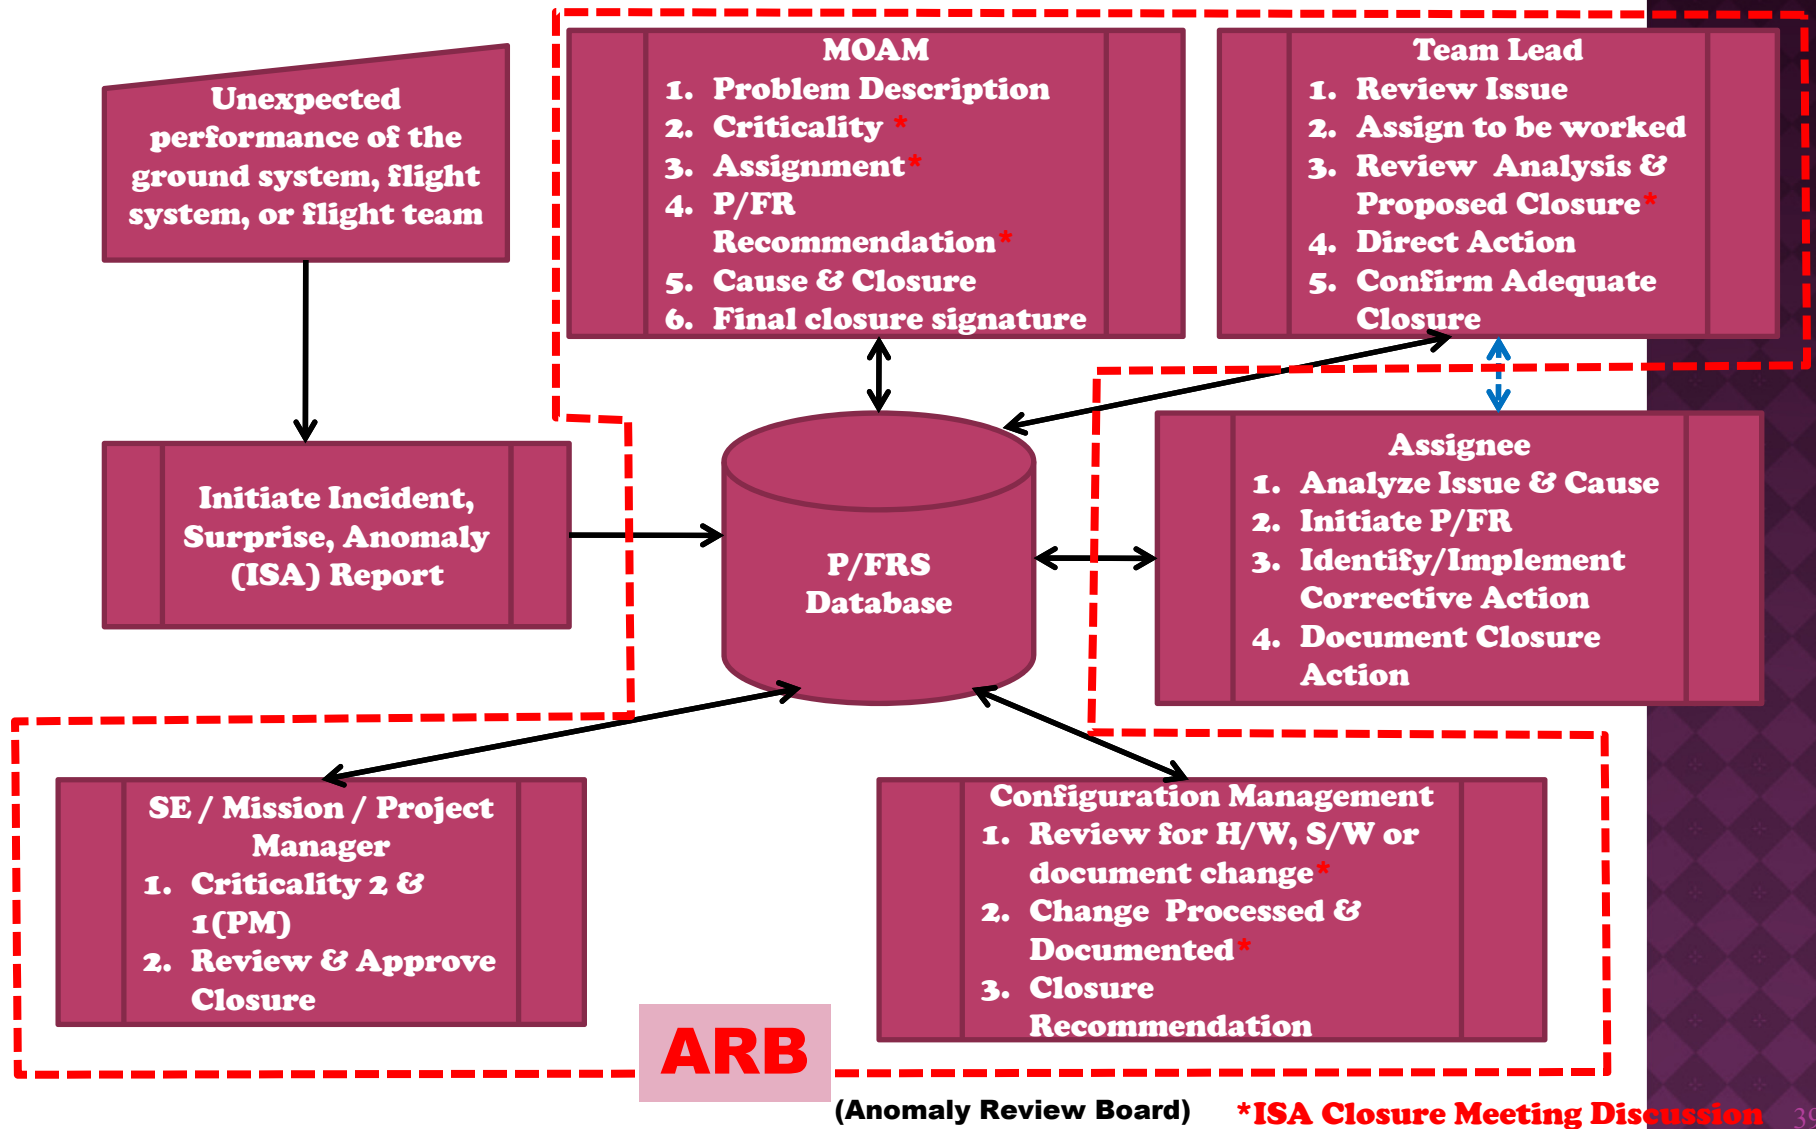 Unexpected
performance of the
ground system, flight
system, or flight team
MOAM
1. Problem Description
2. Criticality *
3. Assignment*
4. P/FR
Recommendation*
5. Cause & Closure
6. Final closure signature
Team Lead
1. Review Issue
2. Assign to be worked
3. Review Analysis &
Proposed Closure*
4. Direct Action
5. Confirm Adequate
Closure
Initiate Incident,
Surprise, Anomaly
(ISA) Report
P/FRS
Database
Assignee
1. Analyze Issue & Cause
2. Initiate P/FR
3. Identify/Implement
Corrective Action
4. Document Closure
Action
SE / Mission / Project
Manager
1. Criticality 2 &
1(PM)
2. Review & Approve
Closure
Configuration Management
1. Review for H/W, S/W or
document change*
2. Change Processed &
Documented*
3. Closure
Recommendation
ARB
(Anomaly Review Board)
*ISA Closure Meeting Discussion
39